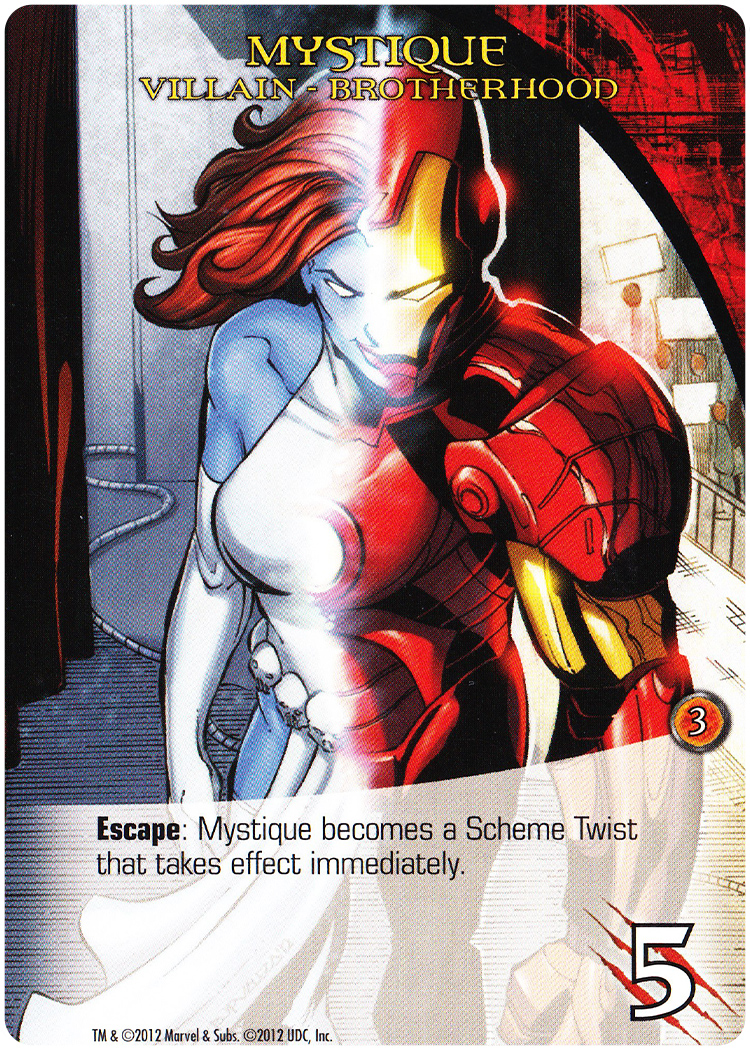 MYSTIQUE
VILLAIN - BROTHERHOOD
3
Escape: Mystique becomes a Scheme Twist
that takes effect immediately.
5
TM & ©2012 Marvel & Subs. ©2012 UDC, Inc.